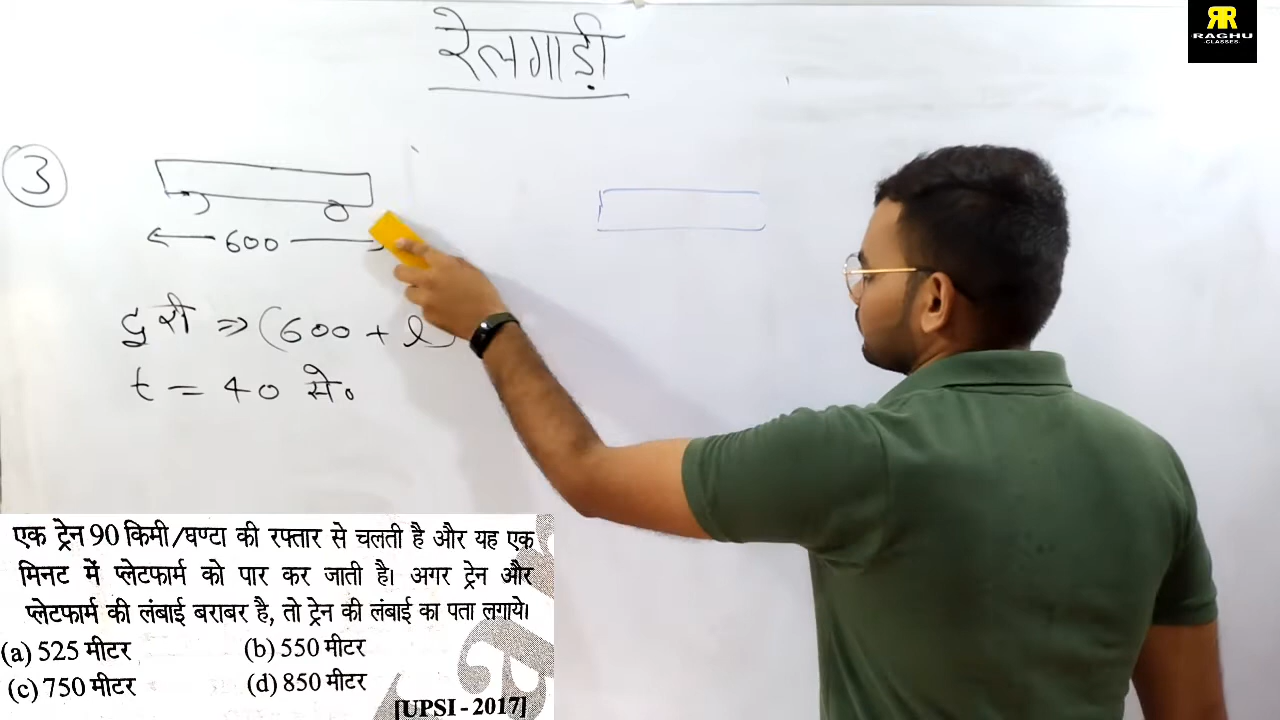 RAGHU
CLASSES
रेलगाड़ी
3
600
दुरी ⇒ (600 + l
t = 40 से०
एक ट्रेन 90 किमी/घण्टा की रफ्तार से चलती है और यह एक
मिनट में प्लेटफार्म को पार कर जाती है। अगर ट्रेन और
प्लेटफार्म की लंबाई बराबर है, तो ट्रेन की लंबाई का पता लगाये।
(a) 525 मीटर (b) 550 मीटर
(c) 750 मीटर (d) 850 मीटर
[UPSI - 2017]